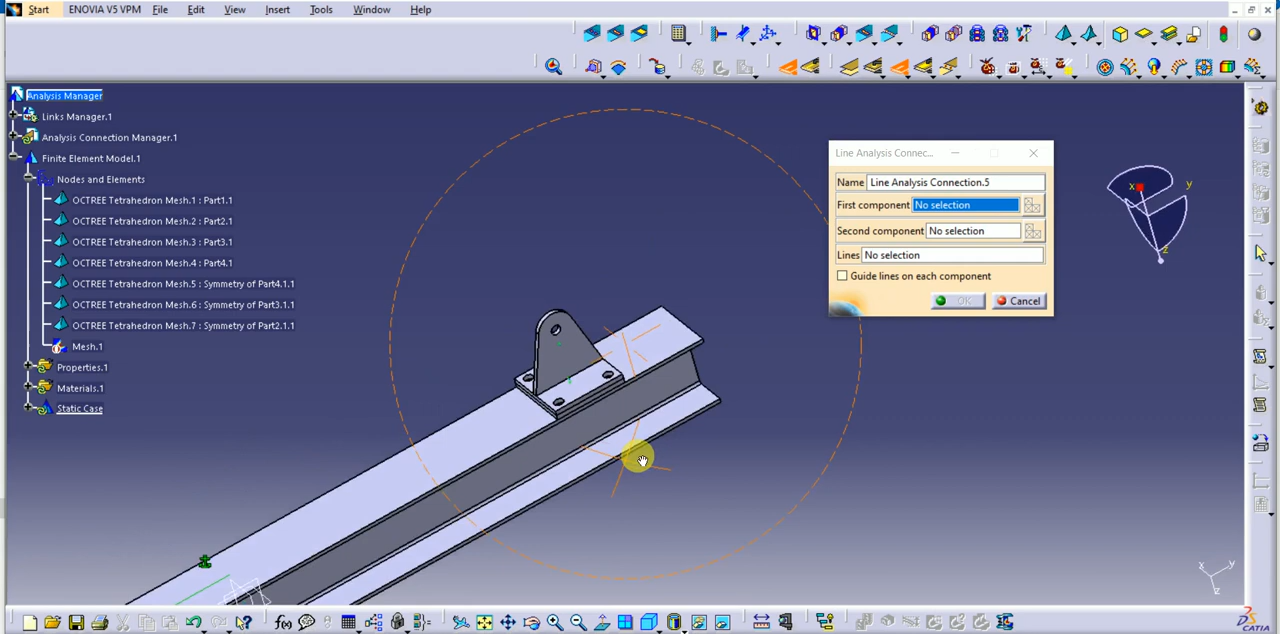 Start ENOVIA V5 VPM File Edit View Insert Tools Window Help
Analysis Manager
Links Manager.1
Analysis Connection Manager.1
Finite Element Model.1
Nodes and Elements
OCTREE Tetrahedron Mesh.1 : Part1.1
OCTREE Tetrahedron Mesh.2 : Part2.1
OCTREE Tetrahedron Mesh.3 : Part3.1
OCTREE Tetrahedron Mesh.4 : Part4.1
OCTREE Tetrahedron Mesh.5 : Symmetry of Part4.1.1
OCTREE Tetrahedron Mesh.6 : Symmetry of Part3.1.1
OCTREE Tetrahedron Mesh.7 : Symmetry of Part2.1.1
Mesh.1
Properties.1
Materials.1
Static Case
Line Analysis Connec...
Name Line Analysis Connection.5
First component No selection
Second component No selection
Lines No selection
Guide lines on each component
OK Cancel
x y
z
x y
z
f(x)
CATIA